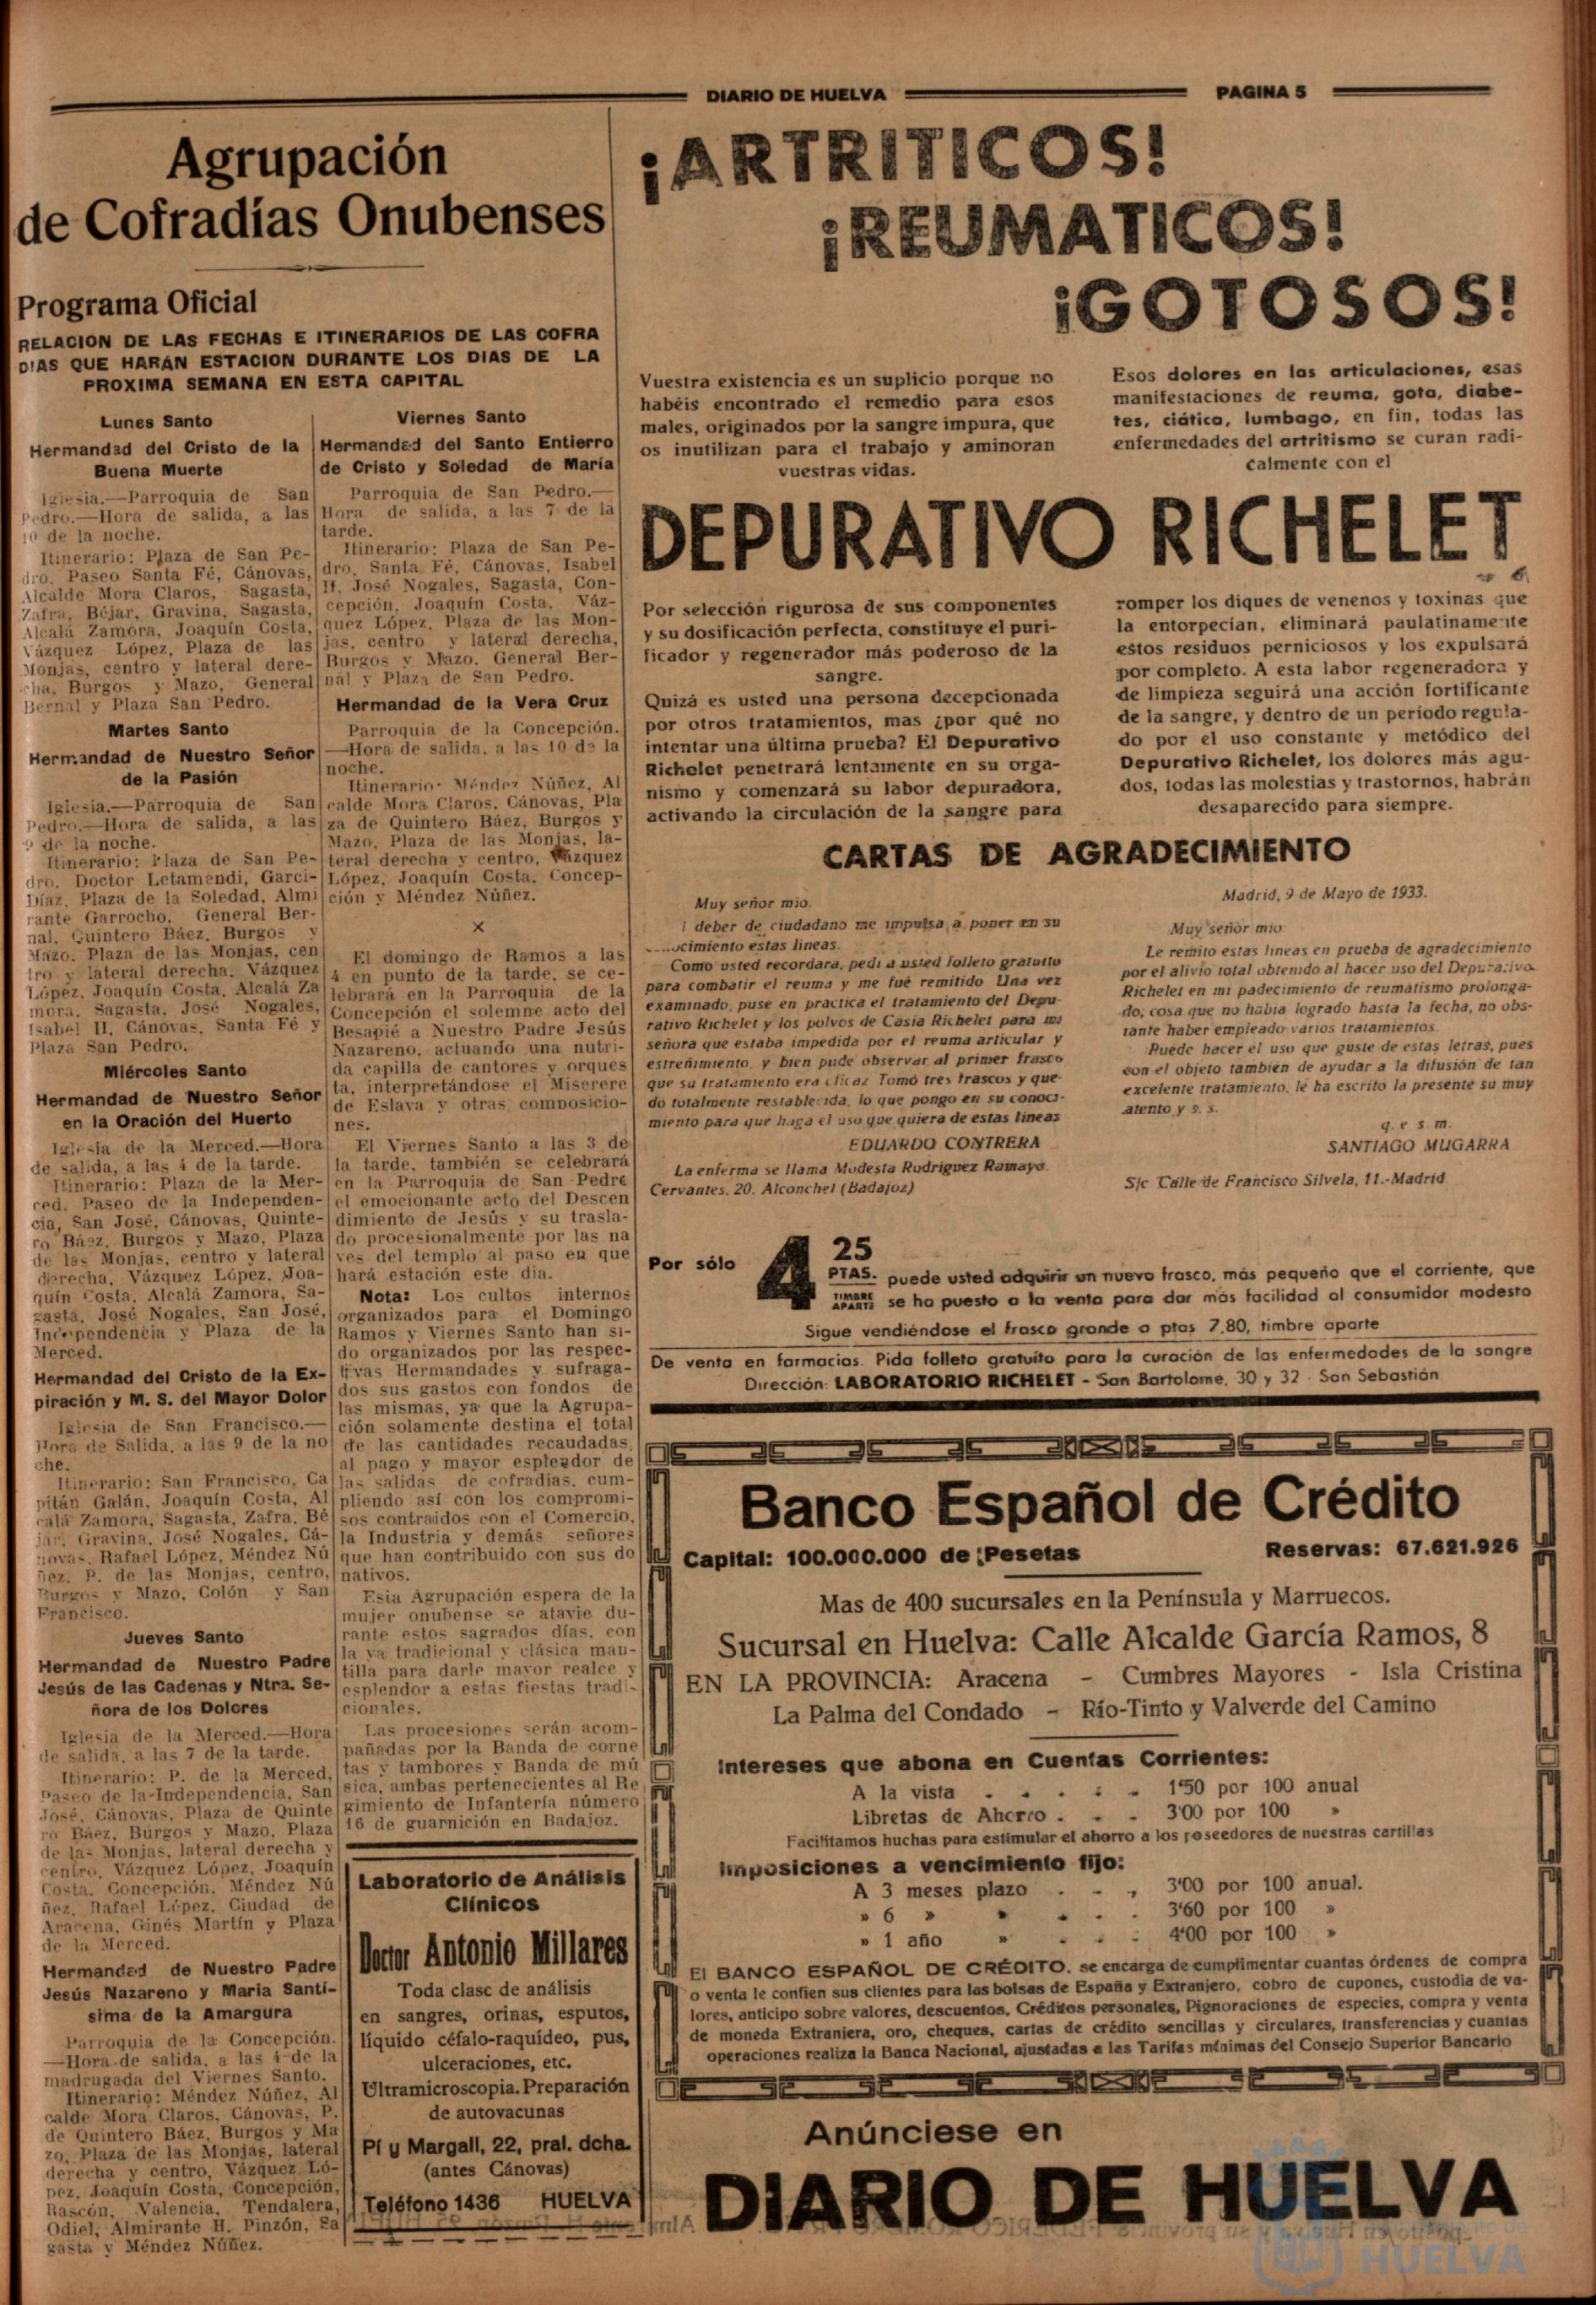 DIARIO DE HUELVA
PAGINA 5
Agrupación
de Cofradías Onubenses
Programa Oficial
RELACION DE LAS FECHAS E ITINERARIOS DE LAS COFRA
DIAS QUE HARÁN ESTACION DURANTE LOS DIAS DE LA
PROXIMA SEMANA EN ESTA CAPITAL
Lunes Santo
Hermandad del Cristo de la
Buena Muerte
Iglesia.—Parroquia de San
Pedro.—Hora de salida, a las
10 de la noche.
Itinerario: Plaza de San Pe-
dro. Paseo Santa Fé, Cánovas,
Alcalde Mora Claros, Sagasta,
Zafra, Béjar, Gravina, Sagasta,
Alcalá Zamora, Joaquín Costa,
Vázquez López, Plaza de las
Monjas, centro y lateral dere-
cha, Burgos y Mazo, General
Bernal y Plaza San Pedro.
Martes Santo
Hermandad de Nuestro Señor
de la Pasión
Iglesia.—Parroquia de San
Pedro.—Hora de salida, a las
9 de la noche.
Itinerario: Plaza de San Pe-
dro. Doctor Letamendi, Garci-
Díaz, Plaza de la Soledad, Almi
rante Garrocho, General Ber-
nal, Quintero Báez, Burgos y
Mazo. Plaza de las Monjas, cen
tro y lateral derecha, Vázquez
López, Joaquín Costa, Alcalá Za
mora, Sagasta, José Nogales,
Isabel II, Cánovas, Santa Fé y
Plaza San Pedro.
Miércoles Santo
Hermandad de Nuestro Señor
en la Oración del Huerto
Iglesia de la Merced.—Hora
de salida, a las 4 de la tarde.
Itinerario: Plaza de la Mer-
ced. Paseo de la Independen-
cia, San José, Cánovas, Quinte-
ro Báez, Burgos y Mazo, Plaza
de las Monjas, centro y lateral
derecha, Vázquez López, Joa-
quín Costa, Alcalá Zamora, Sa-
gasta, José Nogales, San José,
Independencia y Plaza de la
Merced.
Hermandad del Cristo de la Ex-
piración y M. S. del Mayor Dolor
Iglesia de San Francisco.—
Hora de Salida, a las 9 de la no
che.
Itinerario: San Francisco, Ca
pitán Galán, Joaquín Costa, Al
calá Zamora, Sagasta, Zafra, Bé
jar, Gravina, José Nogales, Cá-
novas, Rafael López, Méndez Nú
ñez, P. de las Monjas, centro,
Burgos y Mazo, Colón y San
Francisco.
Jueves Santo
Hermandad de Nuestro Padre
Jesús de las Cadenas y Ntra. Se-
ñora de los Dolores
Iglesia de la Merced.—Hora
de salida, a las 7 de la tarde.
Itinerario: P. de la Merced,
Paseo de la Independencia, San
José, Cánovas, Plaza de Quinte
ro Báez, Burgos y Mazo, Plaza
de las Monjas, lateral derecha y
centro, Vázquez López, Joaquín
Costa, Concepción, Méndez Nú
ñez, Rafael López, Ciudad de
Aracena, Ginés Martín y Plaza
de la Merced.
Hermandad de Nuestro Padre
Jesús Nazareno y Maria Santí-
sima de la Amargura
Parroquia de la Concepción.
—Hora de salida, a las 4 de la
madrugada del Viernes Santo.
Itinerario: Méndez Núñez, Al
calde Mora Claros, Cánovas, P.
de Quintero Báez, Burgos y Ma
zo, Plaza de las Monjas, lateral
derecha y centro, Vázquez Ló-
pez, Joaquín Costa, Concepción,
Rascón, Valencia, Tendalera,
Odiel, Almirante H. Pinzón, Sa
gasta y Méndez Núñez.
Viernes Santo
Hermandad del Santo Entierro
de Cristo y Soledad de María
Parroquia de San Pedro.—
Hora de salida, a las 7 de la
tarde.
Itinerario: Plaza de San Pe-
dro, Santa Fé, Cánovas, Isabel
II, José Nogales, Sagasta, Con-
cepción, Joaquín Costa, Váz-
quez López, Plaza de las Mon-
jas, centro y lateral derecha,
Burgos y Mazo. General Ber-
nal y Plaza de San Pedro.
Hermandad de la Vera Cruz
Parroquia de la Concepción.
—Hora de salida, a las 10 de la
noche.
Itinerario: Méndez Núñez, Al
calde Mora Claros, Cánovas, Pla
za de Quintero Báez, Burgos y
Mazo, Plaza de las Monjas, la-
teral derecha y centro, Vázquez
López, Joaquín Costa, Concep-
ción y Méndez Núñez.
×
El domingo de Ramos a las
4 en punto de la tarde, se ce-
lebrará en la Parroquia de la
Concepción el solemne acto del
Besapié a Nuestro Padre Jesús
Nazareno, actuando una nutri-
da capilla de cantores y orques
ta, interpretándose el Miserere
de Eslava y otras composicio-
nes.
El Viernes Santo a las 3 de
la tarde, también se celebrará
en la Parroquia de San Pedro
el emocionante acto del Descen
dimiento de Jesús y su trasla-
do procesionalmente por las na
ves del templo al paso en que
hará estación este dia.
Nota: Los cultos internos
organizados para el Domingo
Ramos y Viernes Santo han si-
do organizados por las respec-
tivas Hermandades y sufraga-
dos sus gastos con fondos de
las mismas, ya que la Agrupa-
ción solamente destina el total
de las cantidades recaudadas,
al pago y mayor esplendor de
las salidas de cofradias, cum-
pliendo así con los compromi-
sos contraidos con el Comercio,
la Industria y demás señores
que han contribuido con sus do
nativos.
Esta Agrupación espera de la
mujer onubense se atavie du-
rante estos sagrados días, con
la ya tradicional y clásica man-
tilla para darle mayor realce y
esplendor a estas fiestas tradi-
cionales.
Las procesiones serán acom-
pañadas por la Banda de corne
tas y tambores y Banda de mú
sica, ambas pertenecientes al Re
gimiento de Infantería número
16 de guarnición en Badajoz.
Laboratorio de Análisis
Clínicos
Doctor Antonio Millares
Toda clase de análisis
en sangres, orinas, esputos,
líquido céfalo-raquídeo, pus,
ulceraciones, etc.
Ultramicroscopia. Preparación
de autovacunas
Pí y Margall, 22, pral. dcha.
(antes Cánovas)
Teléfono 1436 HUELVA
¡ARTRITICOS!
¡REUMATICOS!
¡GOTOSOS!
Vuestra existencia es un suplicio porque no
habéis encontrado el remedio para esos
males, originados por la sangre impura, que
os inutilizan para el trabajo y aminoran
vuestras vidas.
Esos dolores en las articulaciones, esas
manifestaciones de reuma, gota, diabe-
tes, ciática, lumbago, en fin, todas las
enfermedades del artritismo se curan radi-
calmente con el
DEPURATIVO RICHELET
Por selección rigurosa de sus componentes
y su dosificación perfecta, constituye el puri-
ficador y regenerador más poderoso de la
sangre.
Quizá es usted una persona decepcionada
por otros tratamientos, mas ¿por qué no
intentar una última prueba? El Depurativo
Richelet penetrará lentamente en su orga-
nismo y comenzará su labor depuradora,
activando la circulación de la sangre para
romper los diques de venenos y toxinas que
la entorpecían, eliminará paulatinamente
estos residuos perniciosos y los expulsará
por completo. A esta labor regeneradora y
de limpieza seguirá una acción fortificante
de la sangre, y dentro de un período regula-
do por el uso constante y metódico del
Depurativo Richelet, los dolores más agu-
dos, todas las molestias y trastornos, habrán
desaparecido para siempre.
CARTAS DE AGRADECIMIENTO
Muy señor mio.
deber de ciudadano me impulsa a poner en su
estas lineas.
Como usted recordara, pedi a usted folleto gratuito
para combatir el reuma y me fué remitido Una vez
examinado, puse en practica el tratamiento del Depu-
rativo Richelet y los polvos de Casia Richelet para mi
señora que estaba impedida por el reuma articular y
estreñimiento, y bien pude observar al primer frasco
que su tratamiento era eficaz Tomó tres frascos y que-
do totalmente restablecida, lo que pongo en su conoci-
miento para que haga el uso que quiera de estas lineas
EDUARDO CONTRERA
La enferma se llama Modesta Rodriguez Ramayo.
Cervantes, 20. Alconchel (Badajoz)
Madrid, 9 de Mayo de 1933.
Muy señor mio
Le remito estas lineas en prueba de agradecimiento
por el alivio total obtenido al hacer uso del Depurativo
Richelet en mi padecimiento de reumatismo prolonga-
do, cosa que no habia logrado hasta la fecha, no obs-
tante haber empleado varios tratamientos.
Puede hacer el uso que guste de estas letras, pues
con el objeto tambien de ayudar a la difusión de tan
excelente tratamiento, le ha escrito la presente su muy
atento y s. s.
q. e s. m.
SANTIAGO MUGARRA
S/c Calle de Francisco Silvela, 11.-Madrid
Por sólo 4 25 PTAS. TIMBRE APARTE
puede usted adquirir un nuevo frasco, más pequeño que el corriente, que
se ha puesto a la venta para dar mas facilidad al consumidor modesto
Sigue vendiéndose el frasco grande a ptas 7,80, timbre aparte
De venta en farmacias. Pida folleto gratuíto para la curación de las enfermedades de la sangre
Dirección: LABORATORIO RICHELET - San Bartolomé, 30 y 32 - San Sebastián
Banco Español de Crédito
Capital: 100.000.000 de Pesetas
Reservas: 67.621.926
Mas de 400 sucursales en la Península y Marruecos.
Sucursal en Huelva: Calle Alcalde García Ramos, 8
EN LA PROVINCIA: Aracena - Cumbres Mayores - Isla Cristina
La Palma del Condado - Río-Tinto y Valverde del Camino
Intereses que abona en Cuentas Corrientes:
A la vista . . . . 1'50 por 100 anual
Libretas de Ahorro . - - 3'00 por 100 »
Facilitamos huchas para estimular el ahorro a los poseedores de nuestras cartillas
Imposiciones a vencimiento fijo:
A 3 meses plazo . - , 3'00 por 100 anual.
» 6 » » . . . 3'60 por 100 »
» 1 año » . . . 4'00 por 100 »
El BANCO ESPAÑOL DE CRÉDITO, se encarga de cumplimentar cuantas órdenes de compra
o venta le confien sus clientes para las bolsas de España y Extranjero, cobro de cupones, custodia de va-
lores, anticipo sobre valores, descuentos, Créditos personales, Pignoraciones de especies, compra y venta
de moneda Extranjera, oro, cheques, cartas de crédito sencillas y circulares, transferencias y cuantas
operaciones realiza la Banca Nacional, ajustadas a las Tarifas mínimas del Consejo Superior Bancario
Anúnciese en
DIARIO DE HUELVA
HUELVA